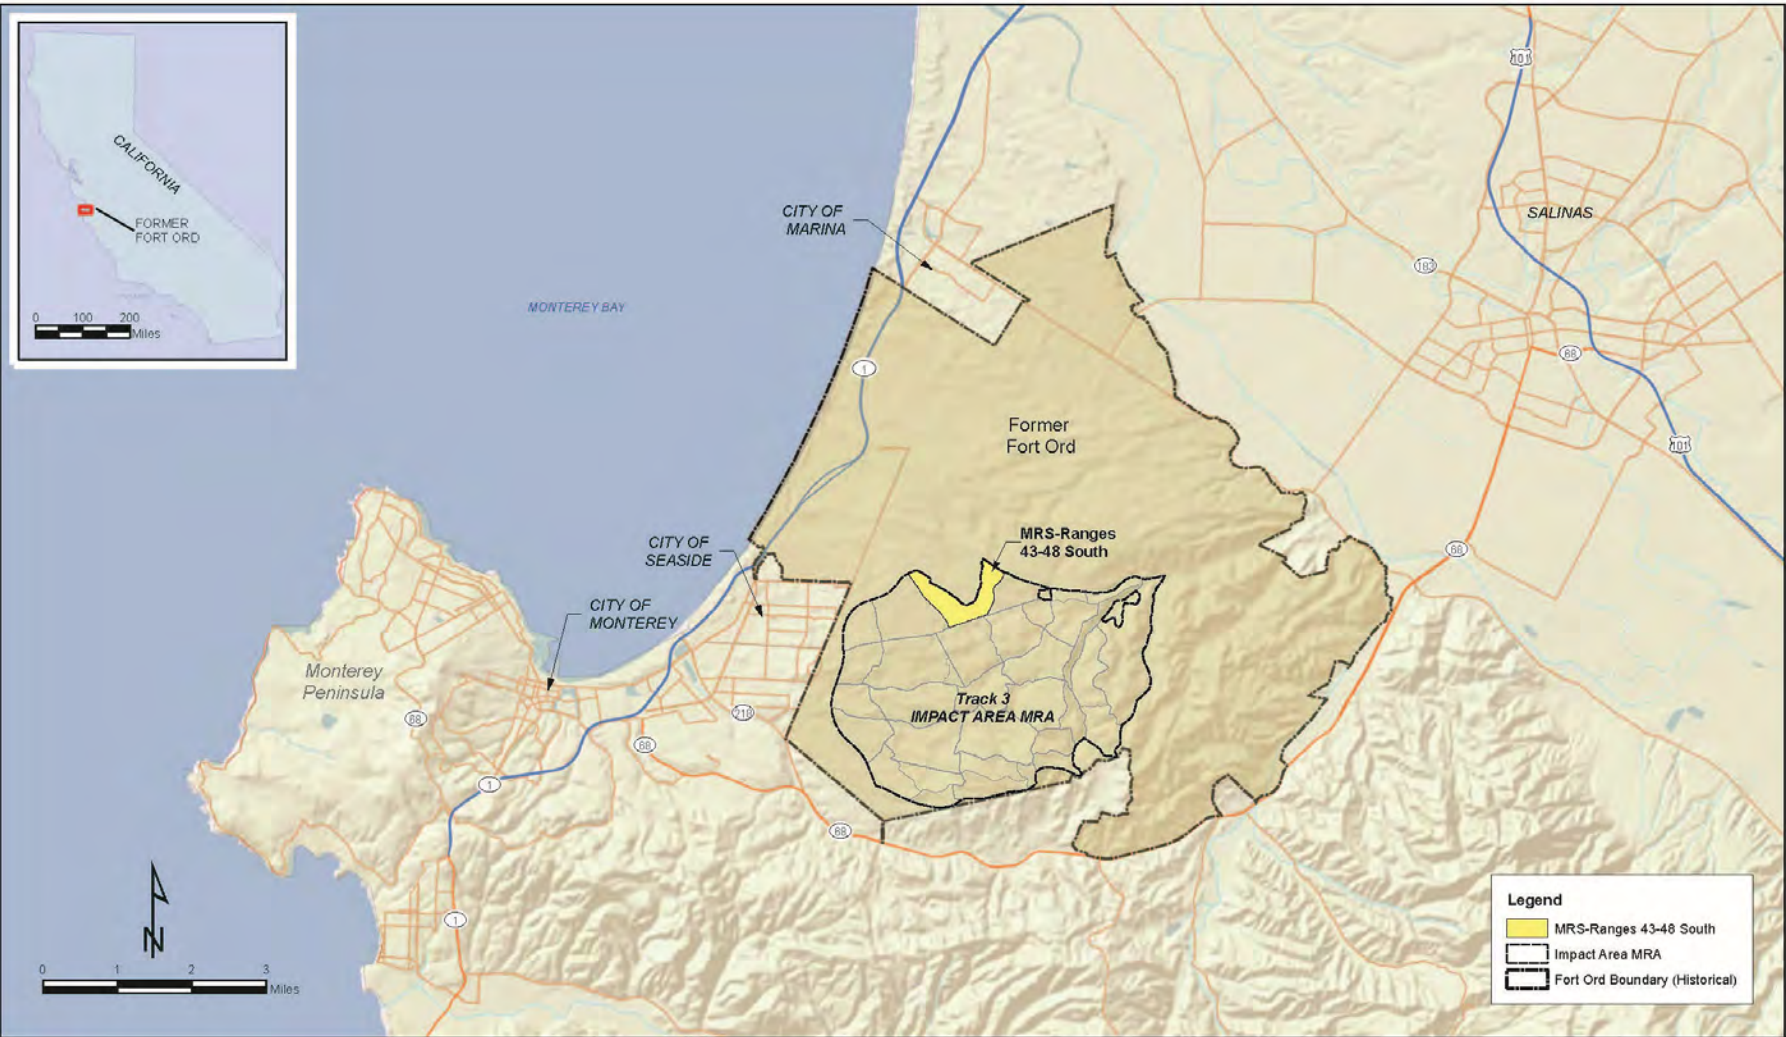 CALIFORNIA
FORMER
FORT ORD
0 100 200
Miles
MONTEREY BAY
CITY OF
MARINA
101
SALINAS
183
68
101
1
Former
Fort Ord
MRS-Ranges
43-48 South
68
CITY OF
SEASIDE
CITY OF
MONTEREY
Monterey
Peninsula
68
218
68
1
Track 3
IMPACT AREA MRA
68
1
N
0 1 2 3
Miles
Legend
MRS-Ranges 43-48 South
Impact Area MRA
Fort Ord Boundary (Historical)